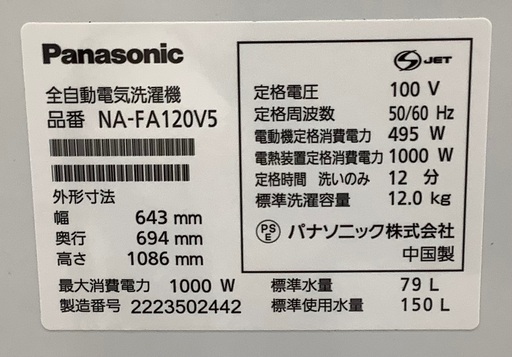 Panasonic
全自動電気洗濯機
品番 NA-FA120V5
外形寸法
幅 643 mm
奥行 694 mm
高さ 1086 mm
最大消費電力 1000 W
製造番号 2223502442
S JET
定格電圧 100 V
定格周波数 50/60 Hz
電動機定格消費電力 495 W
電熱装置定格消費電力 1000 W
定格時間 洗いのみ 12 分
標準洗濯容量 12.0 kg
PSE パナソニック株式会社
中国製
標準水量 79 L
標準使用水量 150 L